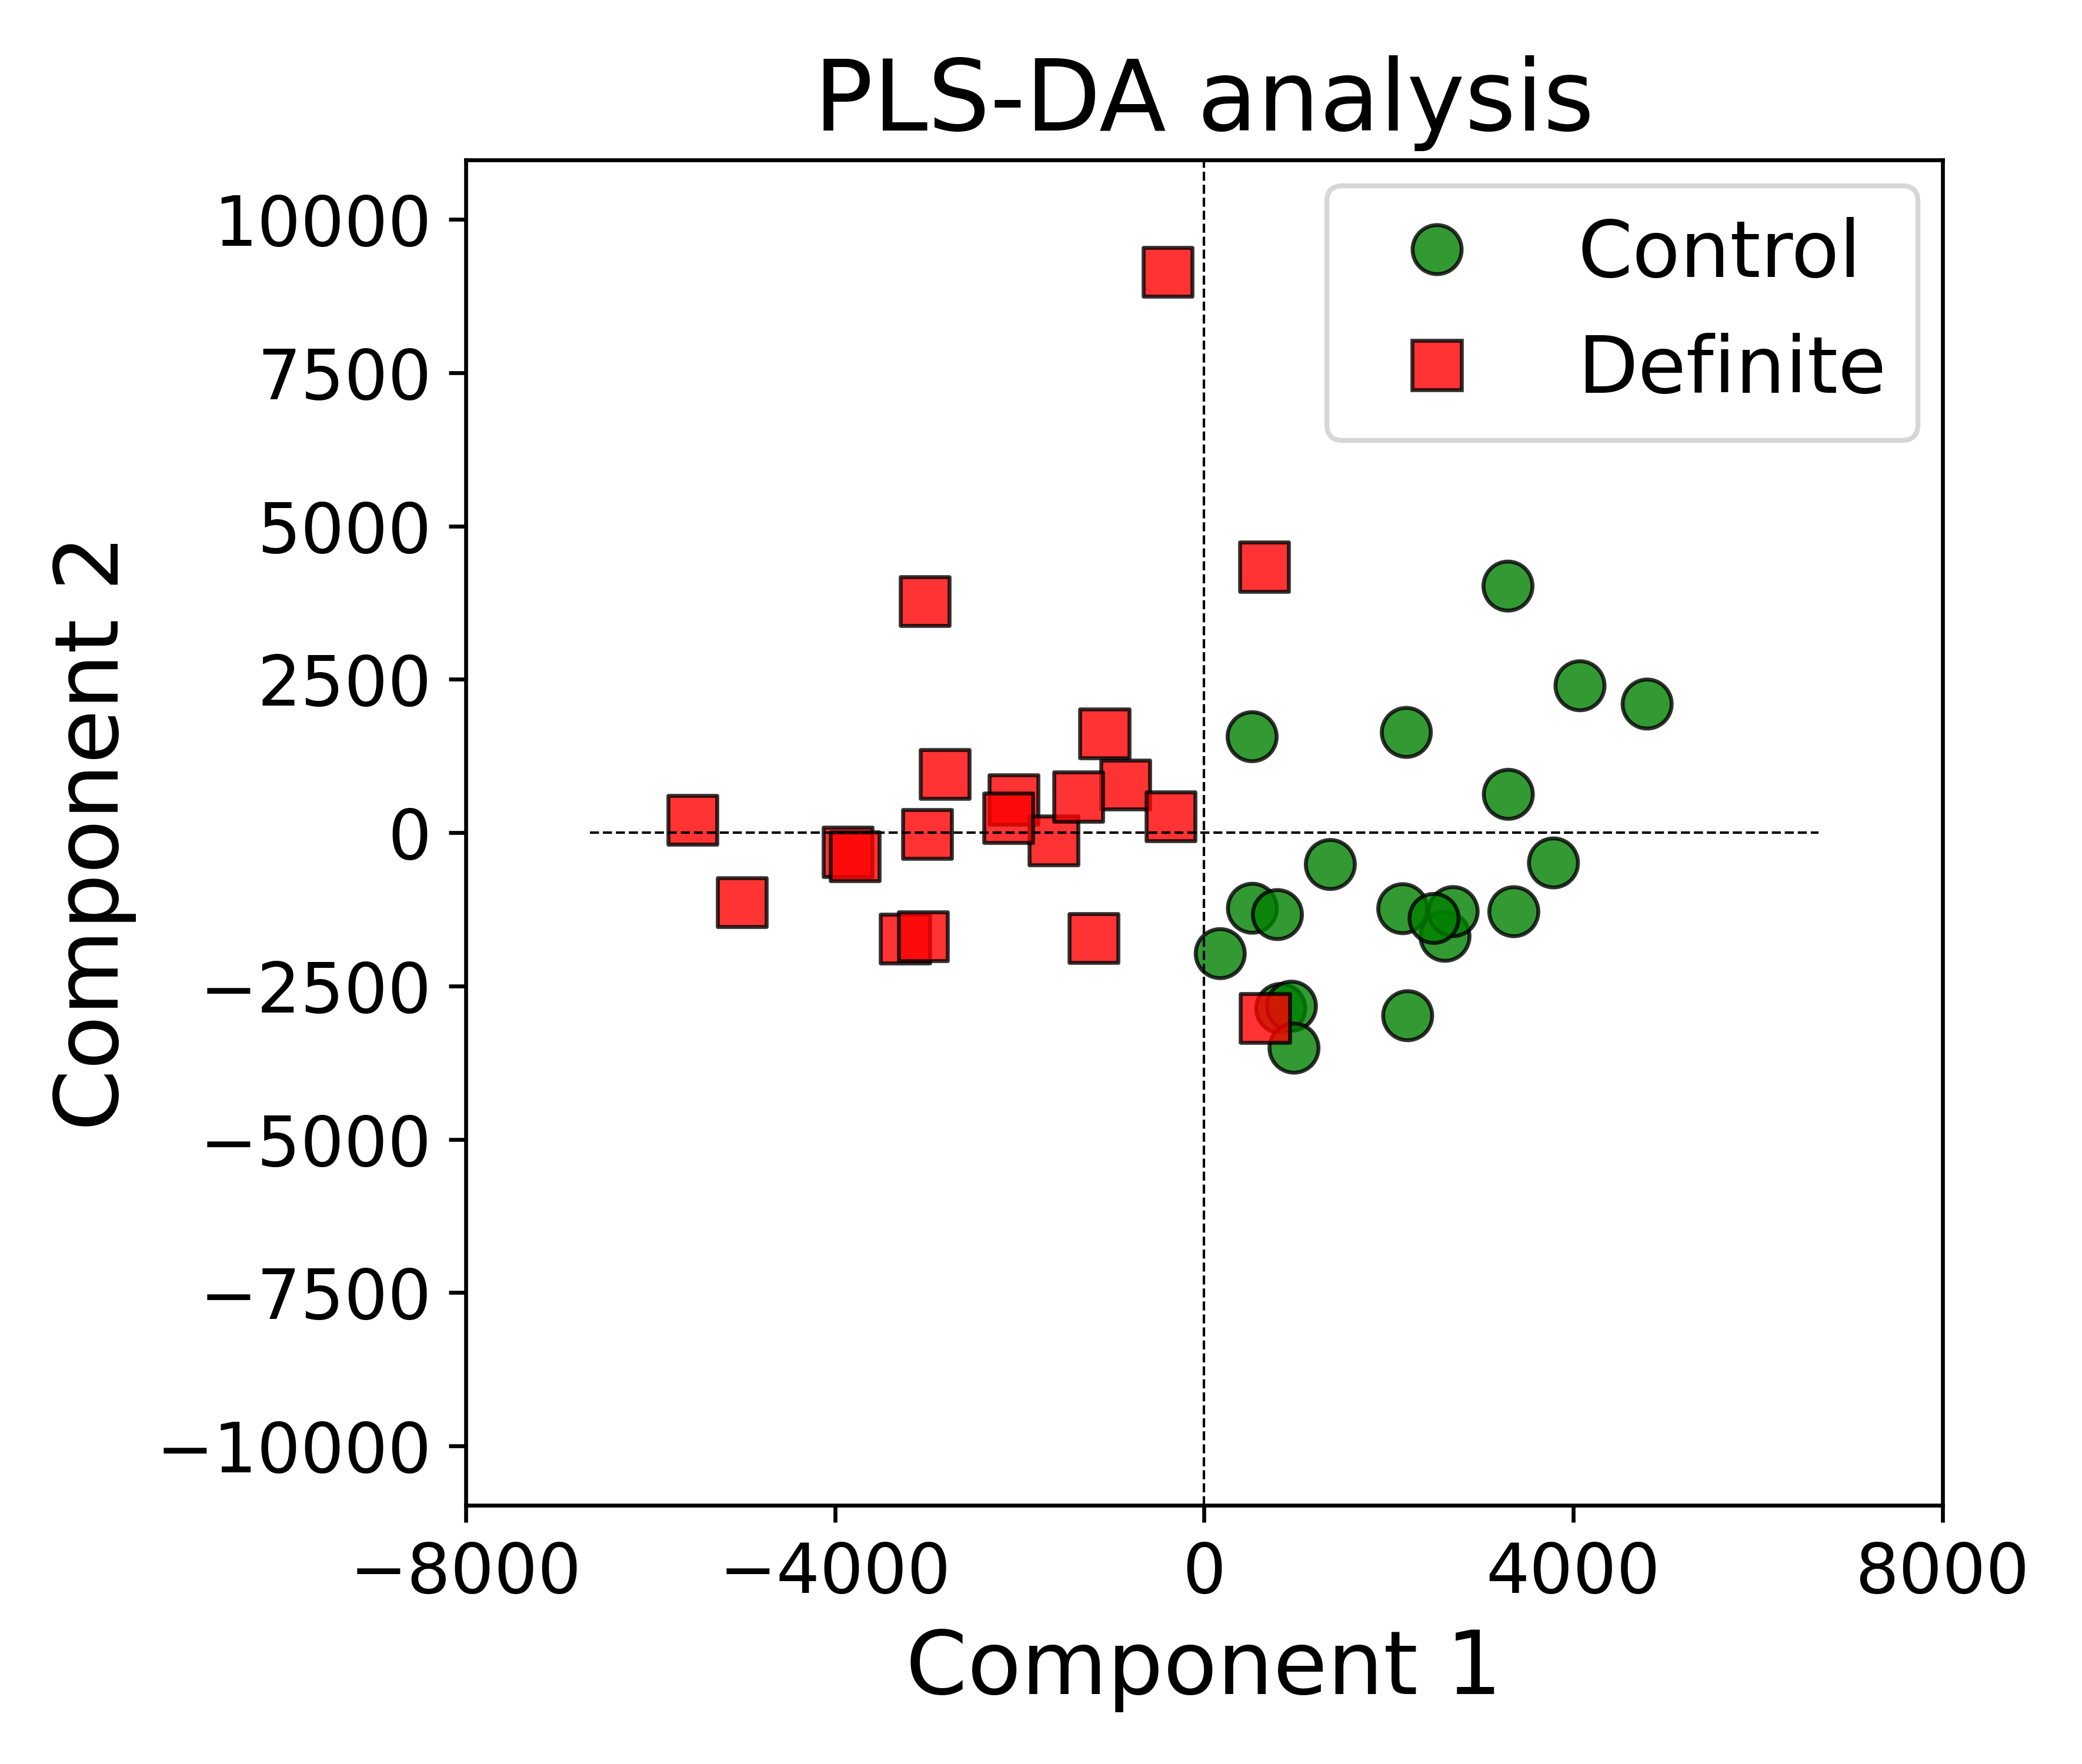 PLS-DA analysis
Control
Definite
10000
7500
5000
2500
0
−2500
−5000
−7500
−10000
Component 2
−8000 −4000 0 4000 8000
Component 1